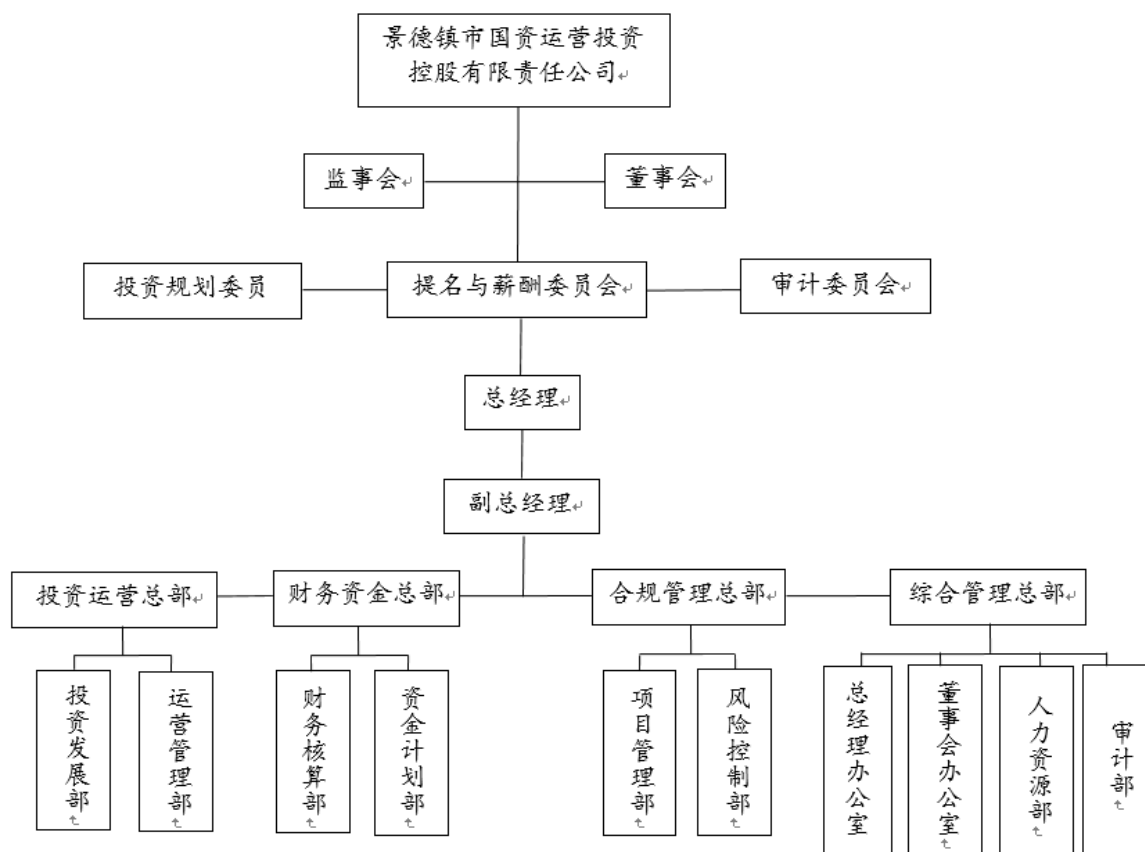 景德镇市国资运营投资
控股有限责任公司
监事会
董事会
投资规划委员
提名与薪酬委员会
审计委员会
总经理
副总经理
投资运营总部
财务资金总部
合规管理总部
综合管理总部
投资发展部
运营管理部
财务核算部
资金计划部
项目管理部
风险控制部
总经理办公室
董事会办公室
人力资源部
审计部